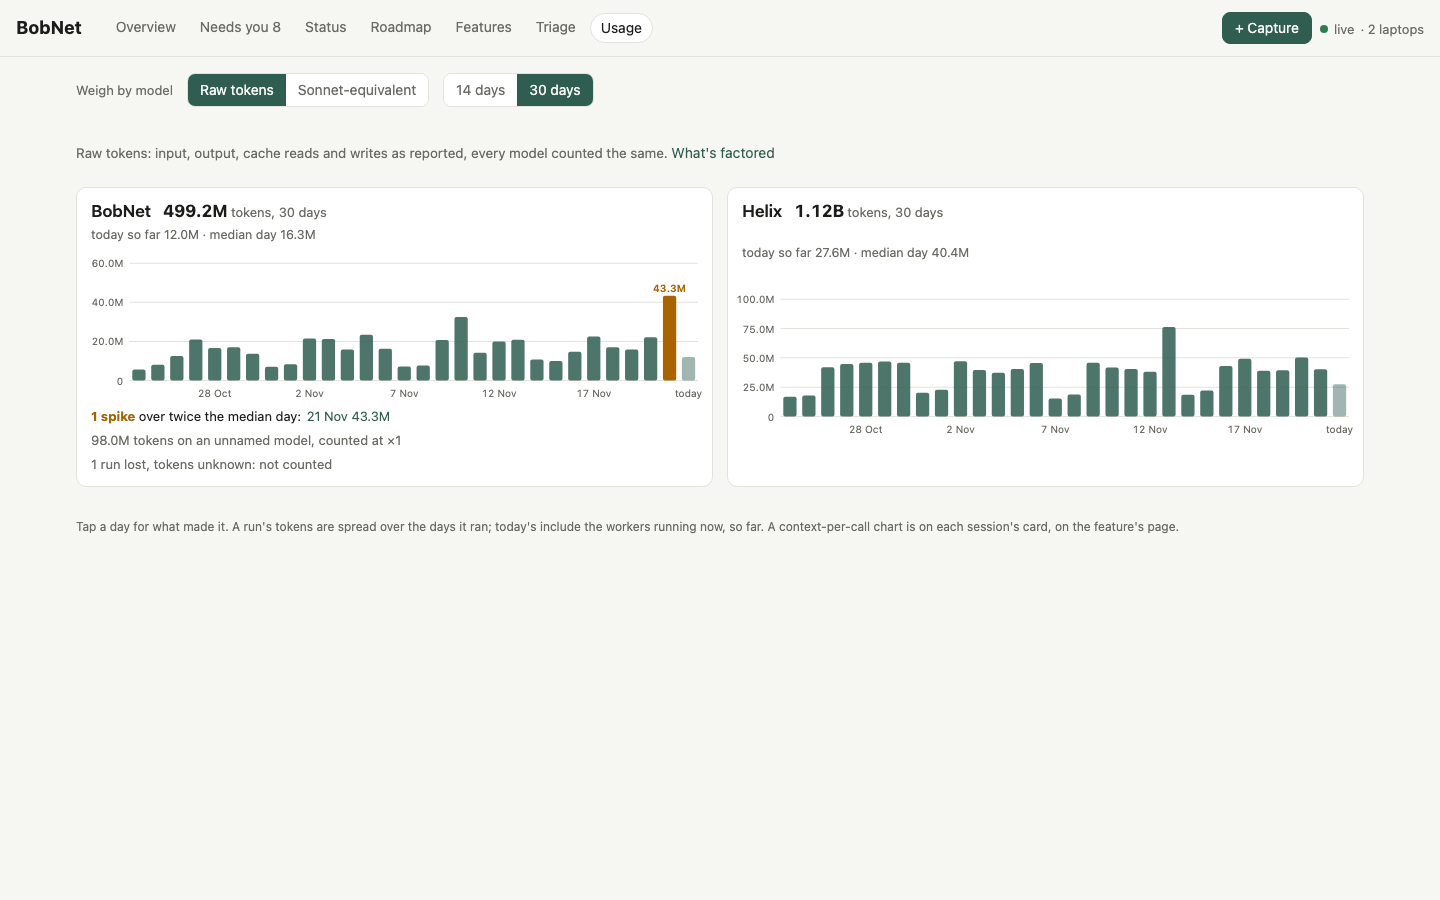 BobNet Overview Needs you 8 Status Roadmap Features Triage Usage + Capture live · 2 laptops
Weigh by model Raw tokens Sonnet-equivalent 14 days 30 days
Raw tokens: input, output, cache reads and writes as reported, every model counted the same. What's factored
BobNet 499.2M tokens, 30 days
today so far 12.0M · median day 16.3M
60.0M
43.3M
40.0M
20.0M
0
28 Oct 2 Nov 7 Nov 12 Nov 17 Nov today
1 spike over twice the median day: 21 Nov 43.3M
98.0M tokens on an unnamed model, counted at ×1
1 run lost, tokens unknown: not counted
Helix 1.12B tokens, 30 days
today so far 27.6M · median day 40.4M
100.0M
75.0M
50.0M
25.0M
0
28 Oct 2 Nov 7 Nov 12 Nov 17 Nov today
Tap a day for what made it. A run's tokens are spread over the days it ran; today's include the workers running now, so far. A context-per-call chart is on each session's card, on the feature's page.